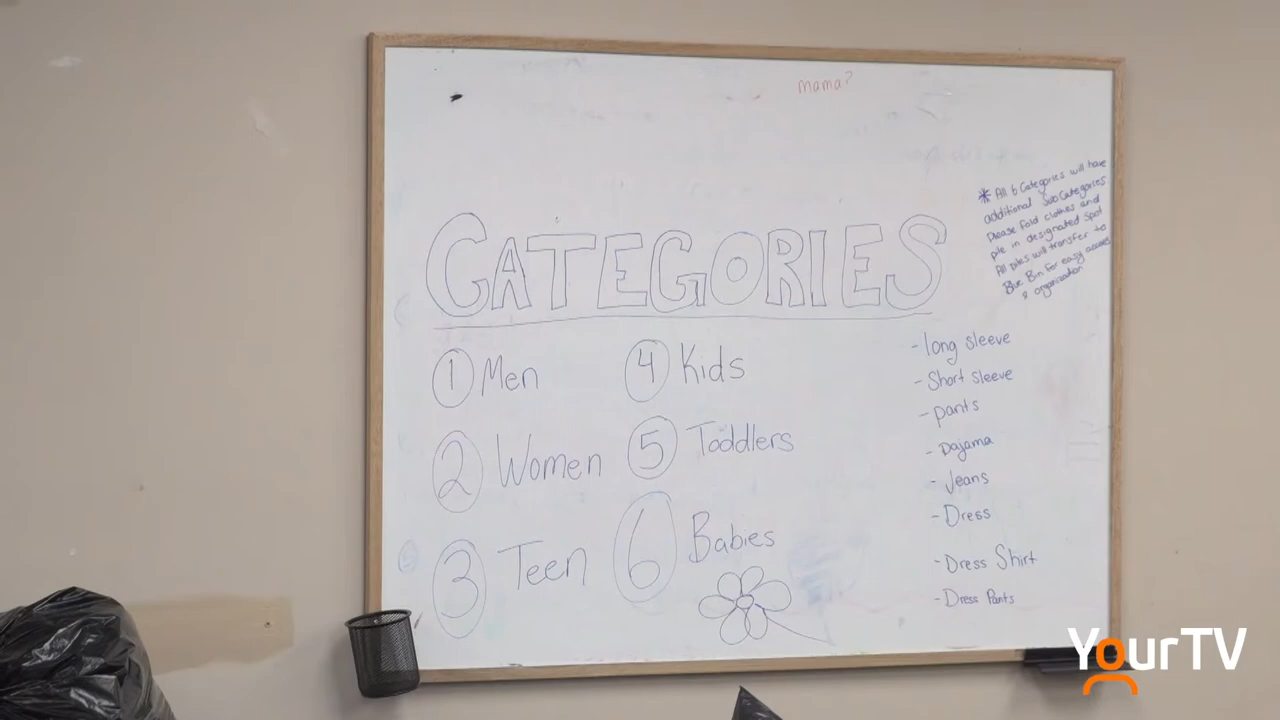 mama?
* All 6 Categories will have
additional SubCategories
Please fold clothes and
pile in designated spot
All piles will transfer to
Blue Bin for easy access
& organization
CATEGORIES
1 Men
2 Women
3 Teen
4 Kids
5 Toddlers
6 Babies
- long sleeve
- Short sleeve
- pants
- Pajama
- Jeans
- Dress
- Dress Shirt
- Dress Pants
YourTV